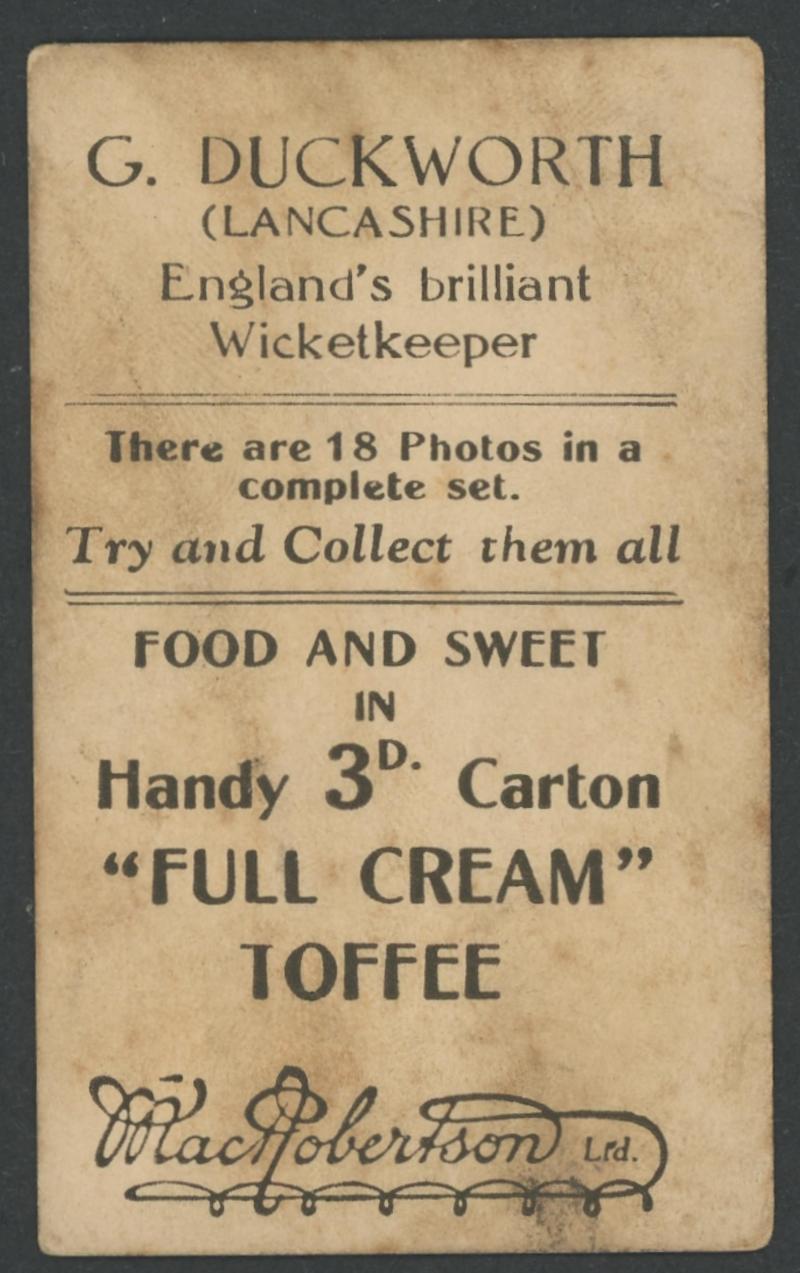 G. DUCKWORTH
(LANCASHIRE)
England's brilliant
Wicketkeeper
There are 18 Photos in a
complete set.
Try and Collect them all
FOOD AND SWEET
IN
Handy 3D. Carton
"FULL CREAM"
TOFFEE
MacRobertson Ltd.